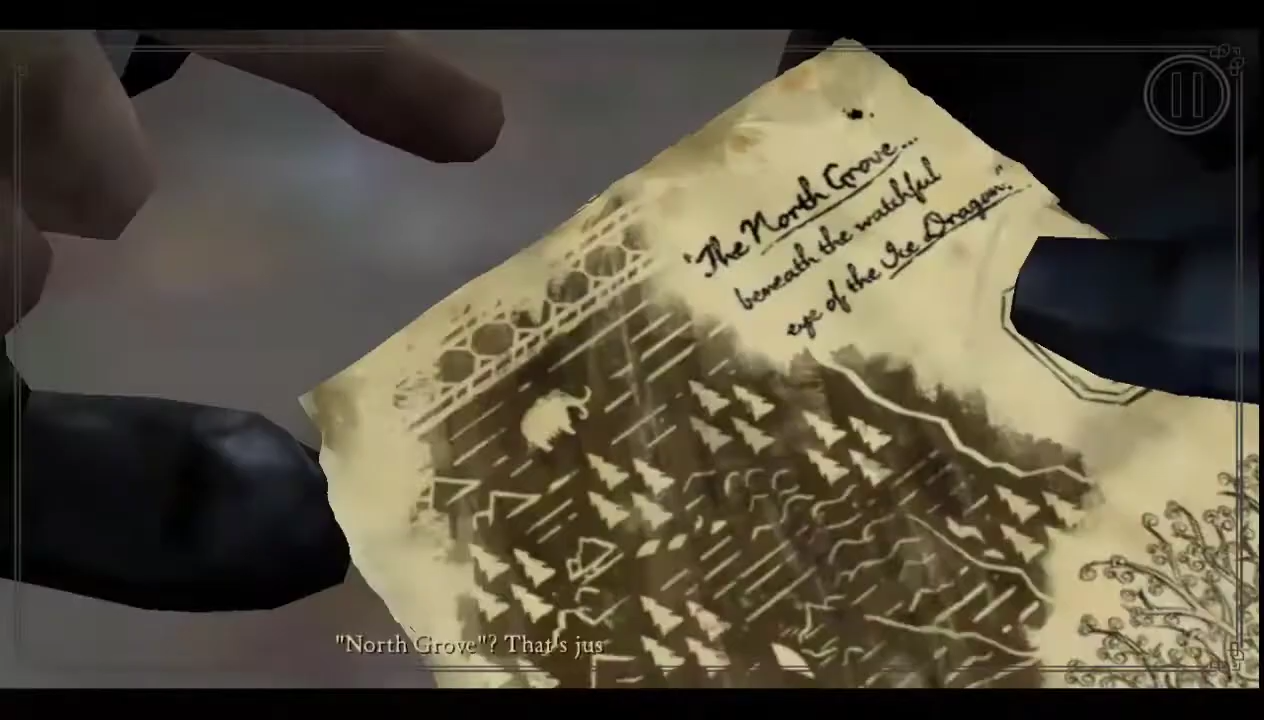 "The North Grove...
beneath the watchful
eye of the Ice Dragon."
"North Grove"? That's jus